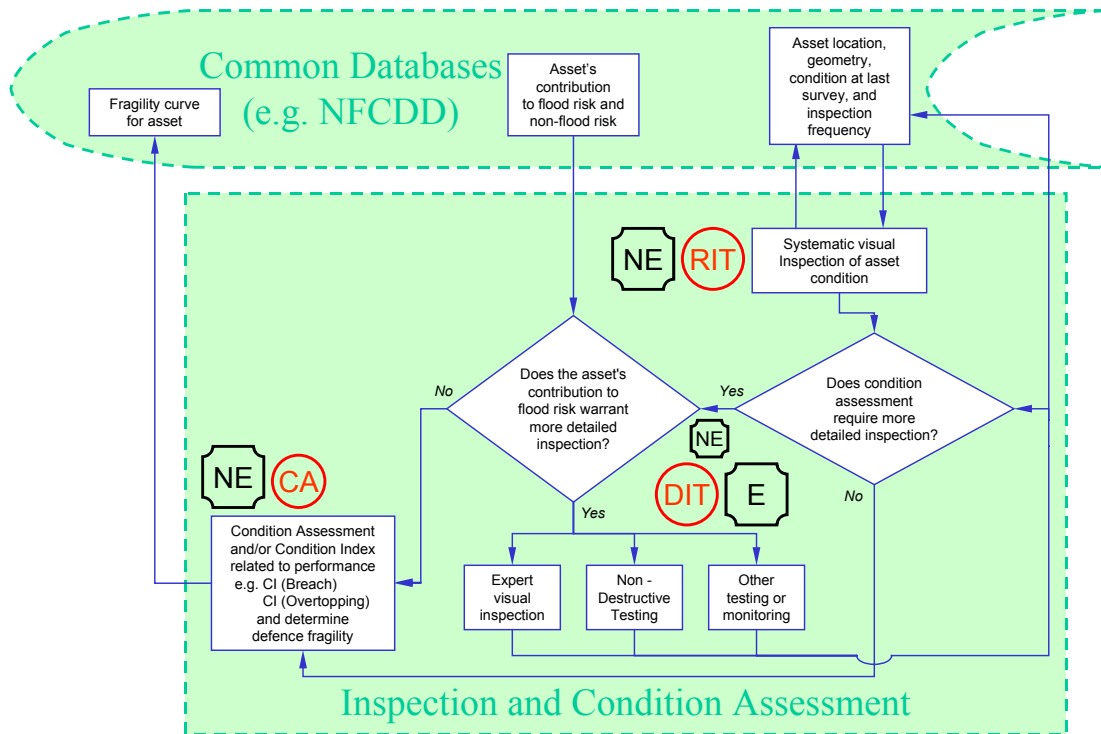 Common Databases
(e.g. NFCDD)
Fragility curve
for asset
Asset's
contribution
to flood risk and
non-flood risk
Asset location,
geometry,
condition at last
survey, and
inspection
frequency
NE
RIT
Systematic visual
Inspection of asset
condition
No
Does the asset's
contribution to
flood risk warrant
more detailed
inspection?
Yes
Does condition
assessment
require more
detailed inspection?
NE
NE
CA
DIT
E
Yes
No
Condition Assessment
and/or Condition Index
related to performance
e.g. CI (Breach)
CI (Overtopping)
and determine
defence fragility
Expert
visual
inspection
Non -
Destructive
Testing
Other
testing or
monitoring
Inspection and Condition Assessment